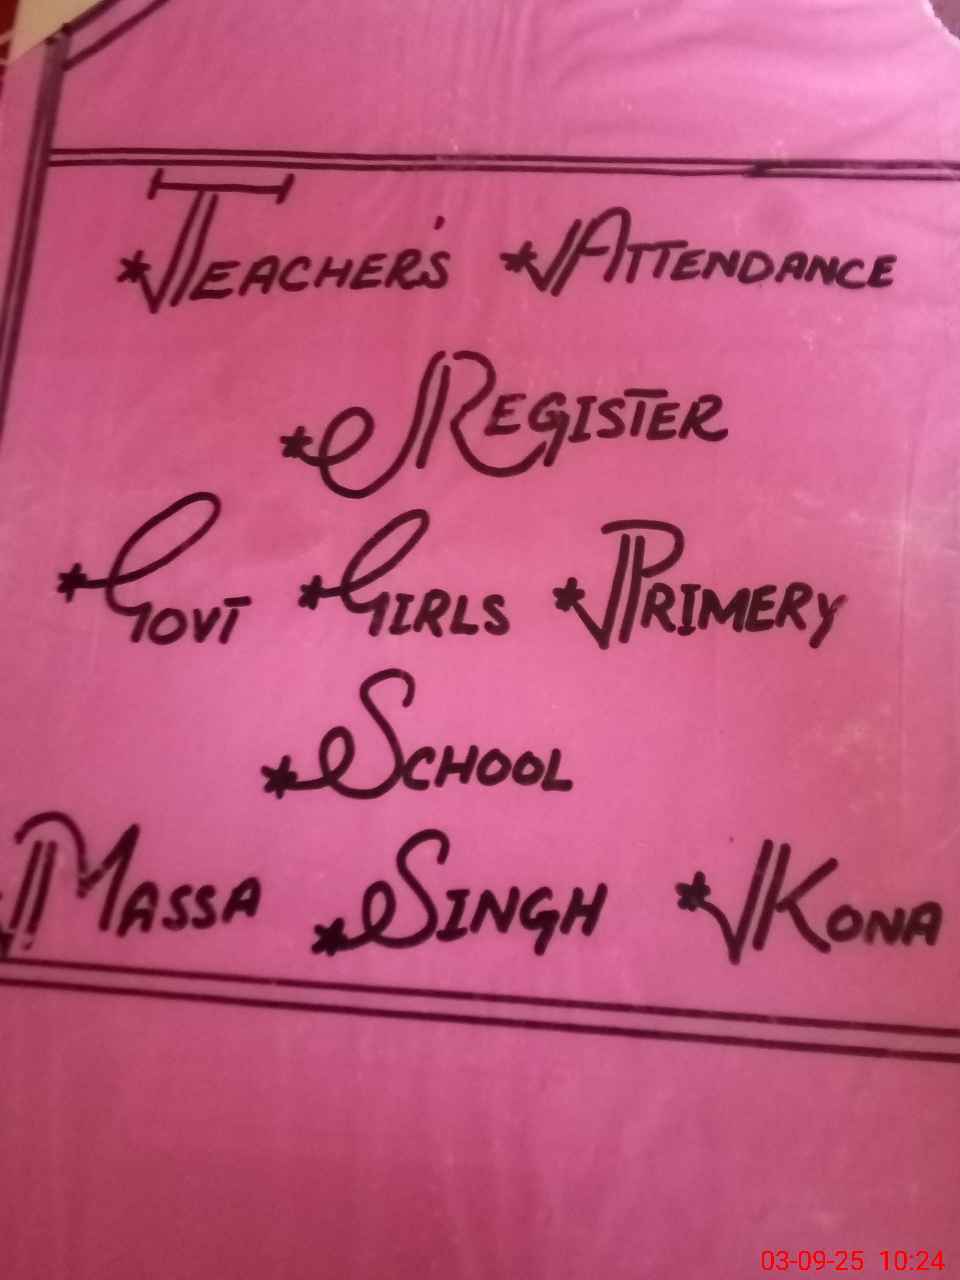 Teacher's Attendance
Register
Govt Girls Primery
School
Massa Singh Kona
03-09-25 10:24